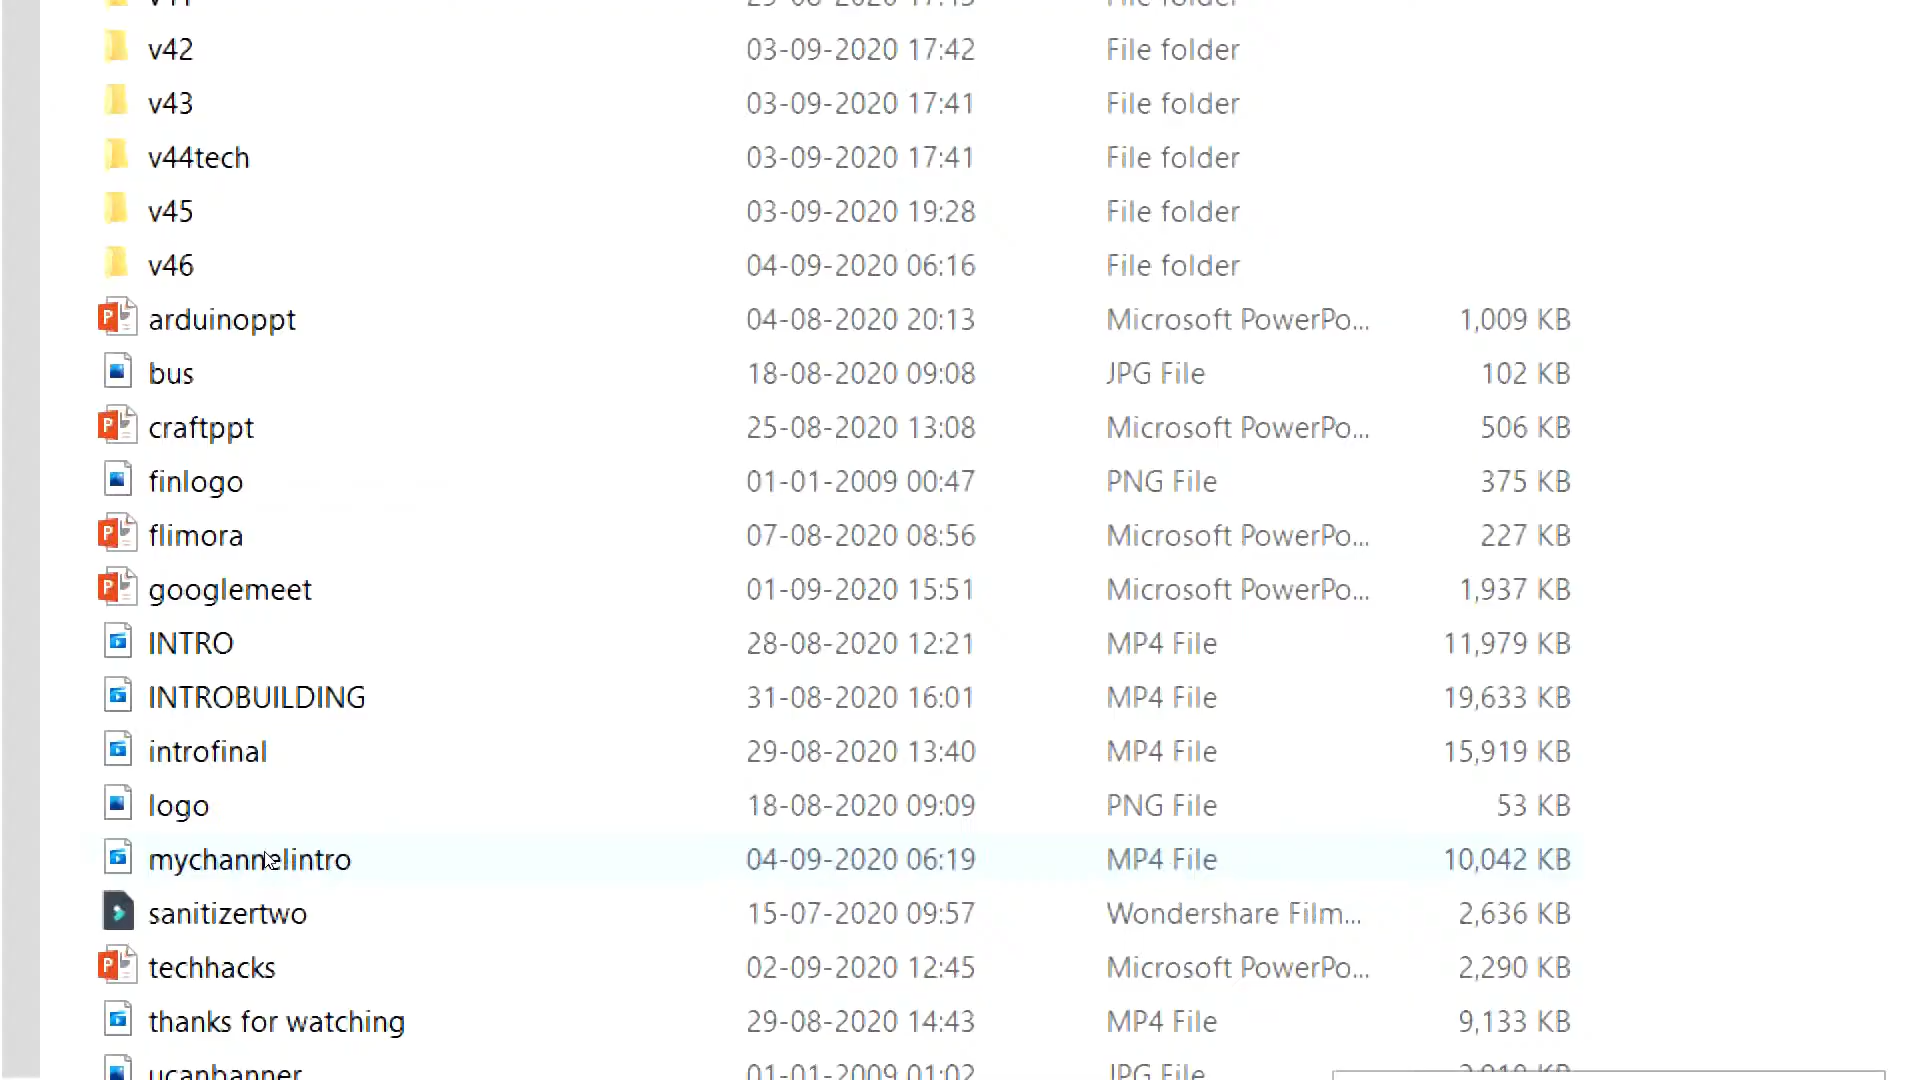 v42 03-09-2020 17:42 File folder
v43 03-09-2020 17:41 File folder
v44tech 03-09-2020 17:41 File folder
v45 03-09-2020 19:28 File folder
v46 04-09-2020 06:16 File folder
arduinoppt 04-08-2020 20:13 Microsoft PowerPo... 1,009 KB
bus 18-08-2020 09:08 JPG File 102 KB
craftppt 25-08-2020 13:08 Microsoft PowerPo... 506 KB
finlogo 01-01-2009 00:47 PNG File 375 KB
flimora 07-08-2020 08:56 Microsoft PowerPo... 227 KB
googlemeet 01-09-2020 15:51 Microsoft PowerPo... 1,937 KB
INTRO 28-08-2020 12:21 MP4 File 11,979 KB
INTROBUILDING 31-08-2020 16:01 MP4 File 19,633 KB
introfinal 29-08-2020 13:40 MP4 File 15,919 KB
logo 18-08-2020 09:09 PNG File 53 KB
mychannelintro 04-09-2020 06:19 MP4 File 10,042 KB
sanitizertwo 15-07-2020 09:57 Wondershare Film... 2,636 KB
techhacks 02-09-2020 12:45 Microsoft PowerPo... 2,290 KB
thanks for watching 29-08-2020 14:43 MP4 File 9,133 KB
ucanbanner 01-01-2009 01:02 JPG File